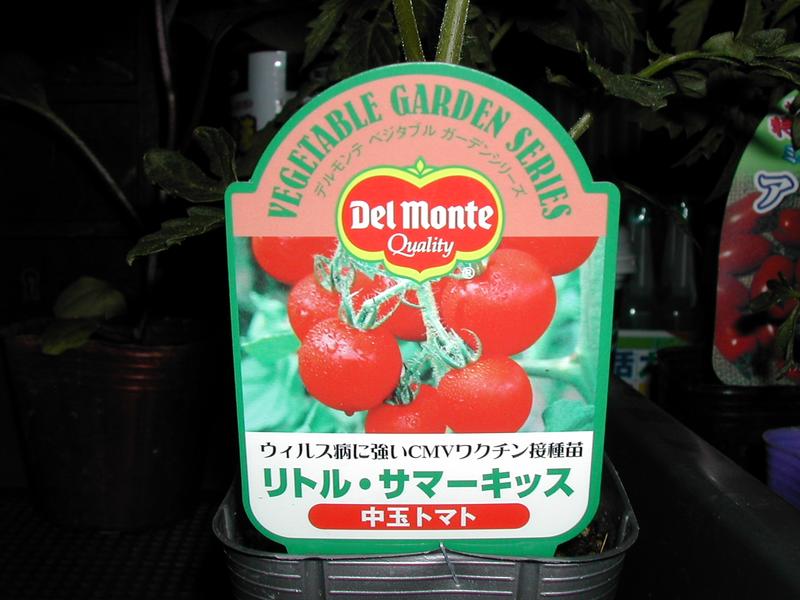 VEGETABLE GARDEN SERIES
デルモンテ ベジタブル ガーデンシリーズ
Del Monte
Quality
®
ウィルス病に強いCMVワクチン接種苗
リトル・サマーキッス
中玉トマト
ア